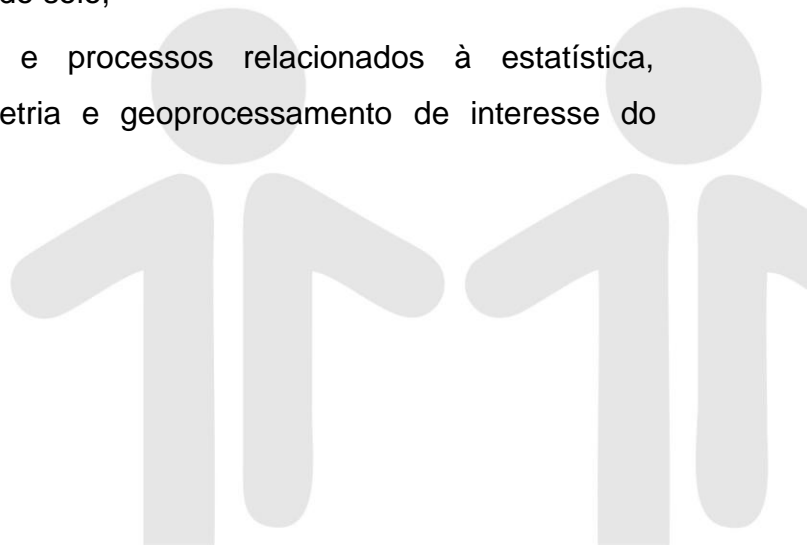 e processos relacionados à estatística,
etria e geoprocessamento de interesse do